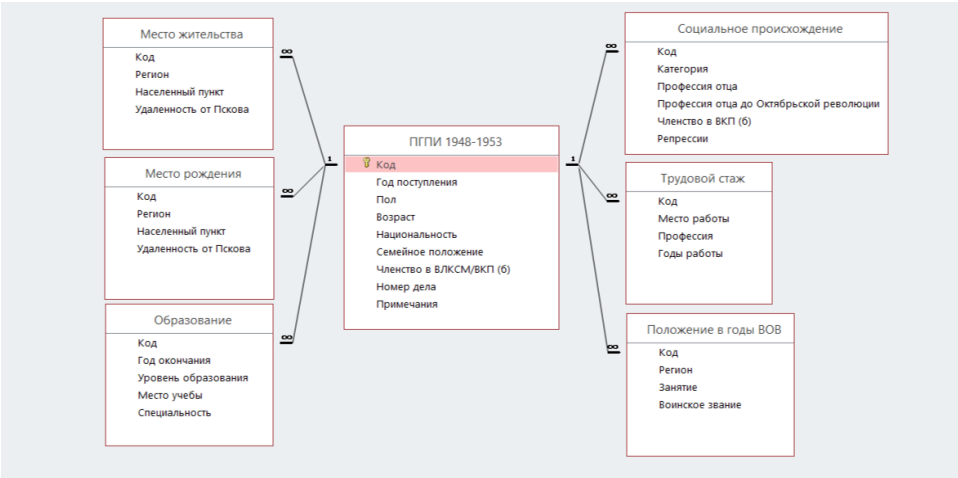 Место жительства
Код
Регион
Населенный пункт
Удаленность от Пскова
∞
Место рождения
Код
Регион
Населенный пункт
Удаленность от Пскова
∞
Образование
Код
Год окончания
Уровень образования
Место учебы
Специальность
∞
1
ПГПИ 1948-1953
Код
Год поступления
Пол
Возраст
Национальность
Семейное положение
Членство в ВЛКСМ/ВКП (б)
Номер дела
Примечания
1
∞
Социальное происхождение
Код
Категория
Профессия отца
Профессия отца до Октябрьской революции
Членство в ВКП (б)
Репрессии
∞
Трудовой стаж
Код
Место работы
Профессия
Годы работы
∞
Положение в годы ВОВ
Код
Регион
Занятие
Воинское звание